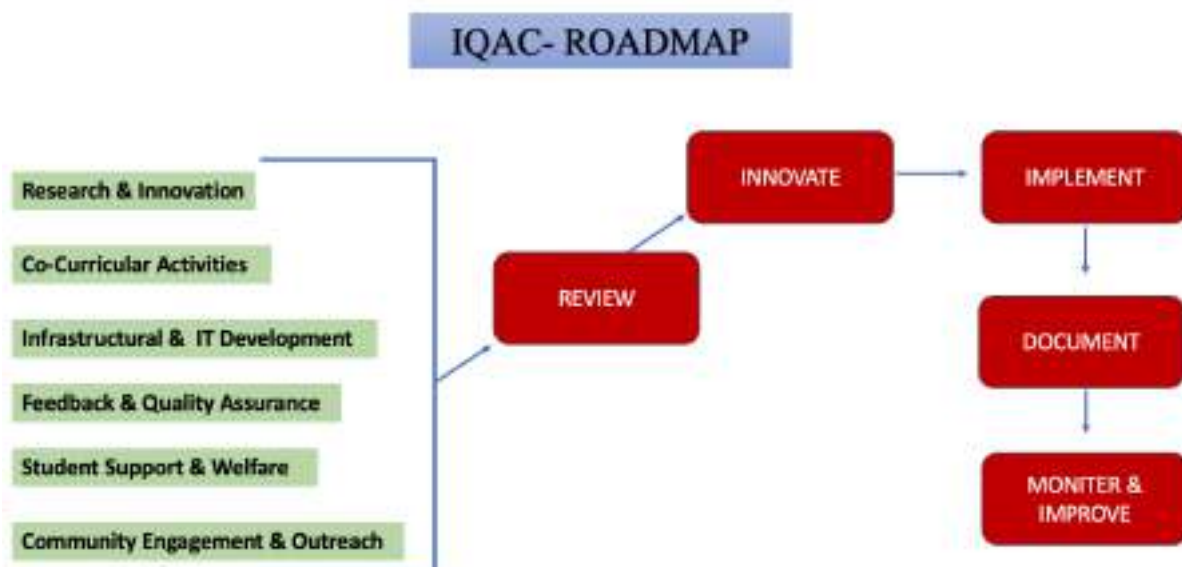 IQAC- ROADMAP
Research & Innovation
Co-Curricular Activities
Infrastructural & IT Development
Feedback & Quality Assurance
Student Support & Welfare
Community Engagement & Outreach
REVIEW
INNOVATE
IMPLEMENT
DOCUMENT
MONITER &
IMPROVE